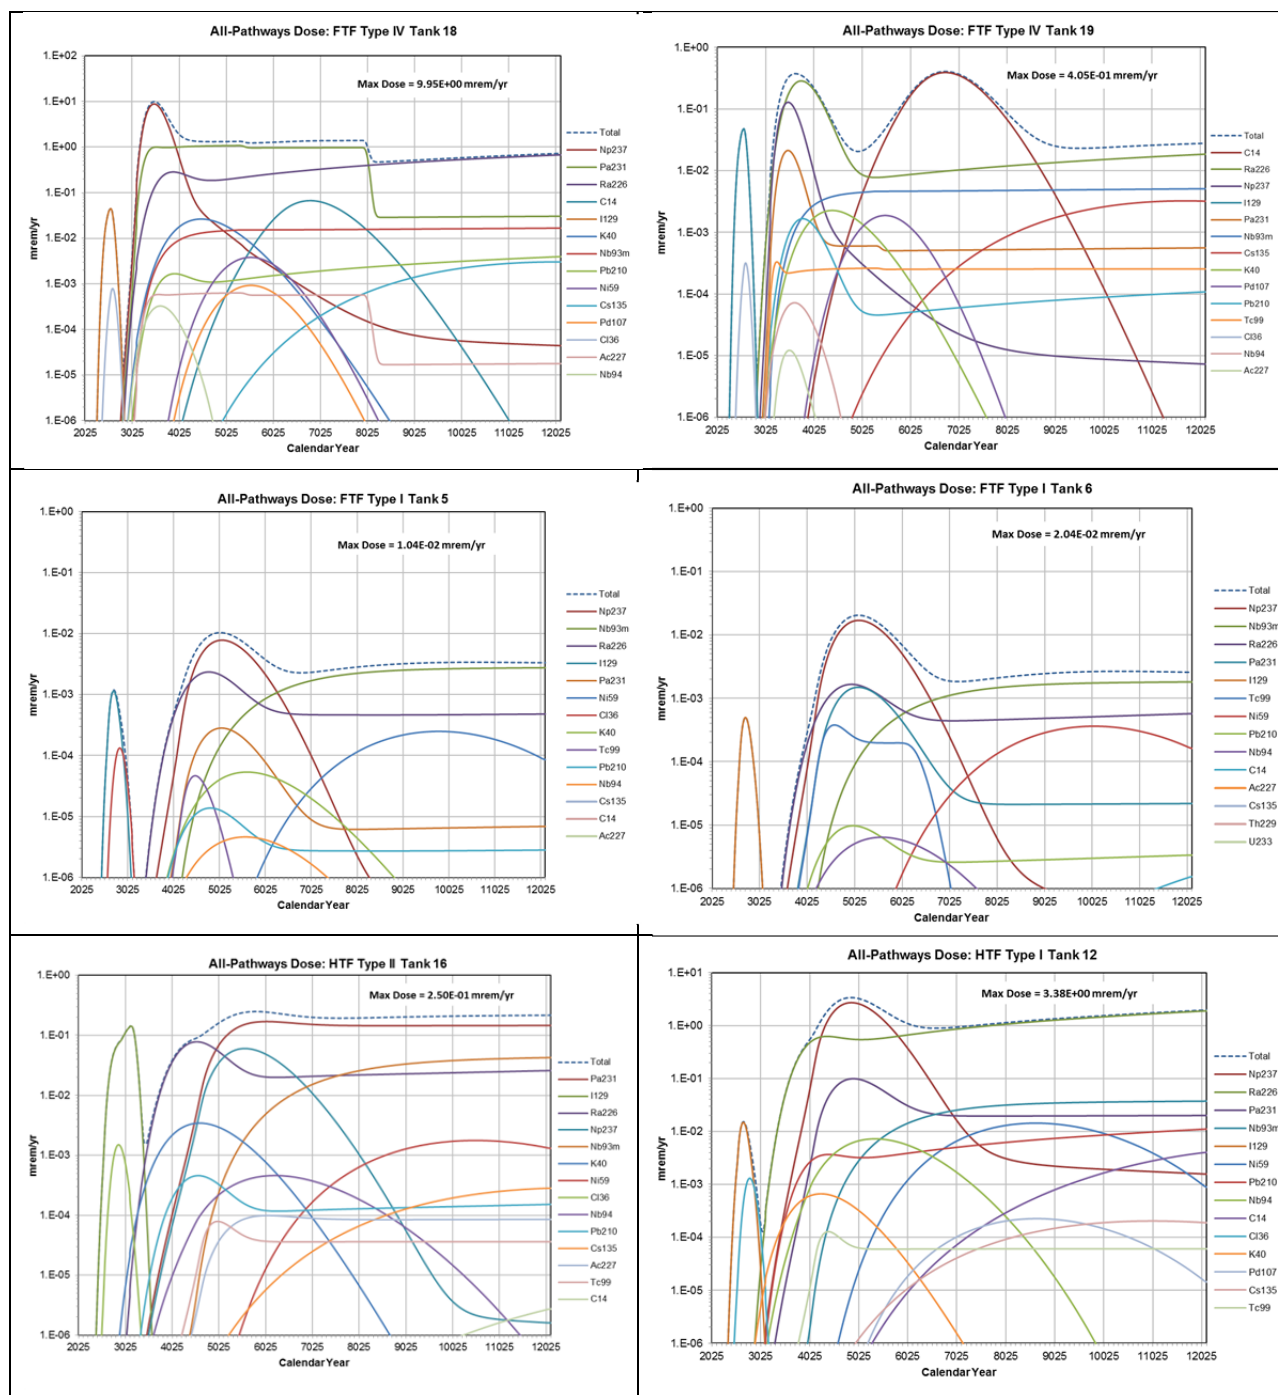 All-Pathways Dose: FTF Type IV Tank 18
Max Dose = 9.95E+00 mrem/yr
1.E+02
1.E+01
1.E+00
1.E-01
1.E-02
1.E-03
1.E-04
1.E-05
1.E-06
mrem/yr
2025 3025 4025 5025 6025 7025 8025 9025 10025 11025 12025
Calendar Year
Total
Np237
Pa231
Ra226
C14
I129
K40
Nb93m
Pb210
Ni59
Cs135
Pd107
Cl36
Ac227
Nb94
All-Pathways Dose: FTF Type IV Tank 19
Max Dose = 4.05E-01 mrem/yr
1.E+00
1.E-01
1.E-02
1.E-03
1.E-04
1.E-05
1.E-06
mrem/yr
2025 3025 4025 5025 6025 7025 8025 9025 10025 11025 12025
Calendar Year
Total
C14
Ra226
Np237
I129
Pa231
Nb93m
Cs135
K40
Pd107
Pb210
Tc99
Cl36
Nb94
Ac227
All-Pathways Dose: FTF Type I Tank 5
Max Dose = 1.04E-02 mrem/yr
1.E+00
1.E-01
1.E-02
1.E-03
1.E-04
1.E-05
1.E-06
mrem/yr
2025 3025 4025 5025 6025 7025 8025 9025 10025 11025 12025
Calendar Year
Total
Np237
Nb93m
Ra226
I129
Pa231
Ni59
Cl36
K40
Tc99
Pb210
Nb94
Cs135
C14
Ac227
All-Pathways Dose: FTF Type I Tank 6
Max Dose = 2.04E-02 mrem/yr
1.E+00
1.E-01
1.E-02
1.E-03
1.E-04
1.E-05
1.E-06
mrem/yr
2025 3025 4025 5025 6025 7025 8025 9025 10025 11025 12025
Calendar Year
Total
Np237
Nb93m
Ra226
Pa231
I129
Tc99
Ni59
Pb210
Nb94
C14
Ac227
Cs135
Th229
U233
All-Pathways Dose: HTF Type II Tank 16
Max Dose = 2.50E-01 mrem/yr
1.E+00
1.E-01
1.E-02
1.E-03
1.E-04
1.E-05
1.E-06
mrem/yr
2025 3025 4025 5025 6025 7025 8025 9025 10025 11025 12025
Calendar Year
Total
Pa231
I129
Ra226
Np237
Nb93m
K40
Ni59
Cl36
Nb94
Pb210
Cs135
Ac227
Tc99
C14
All-Pathways Dose: HTF Type I Tank 12
Max Dose = 3.38E+00 mrem/yr
1.E+01
1.E+00
1.E-01
1.E-02
1.E-03
1.E-04
1.E-05
1.E-06
mrem/yr
2025 3025 4025 5025 6025 7025 8025 9025 10025 11025 12025
Calendar Year
Total
Np237
Ra226
Pa231
Nb93m
I129
Ni59
Pb210
Nb94
C14
Cl36
K40
Pd107
Cs135
Tc99